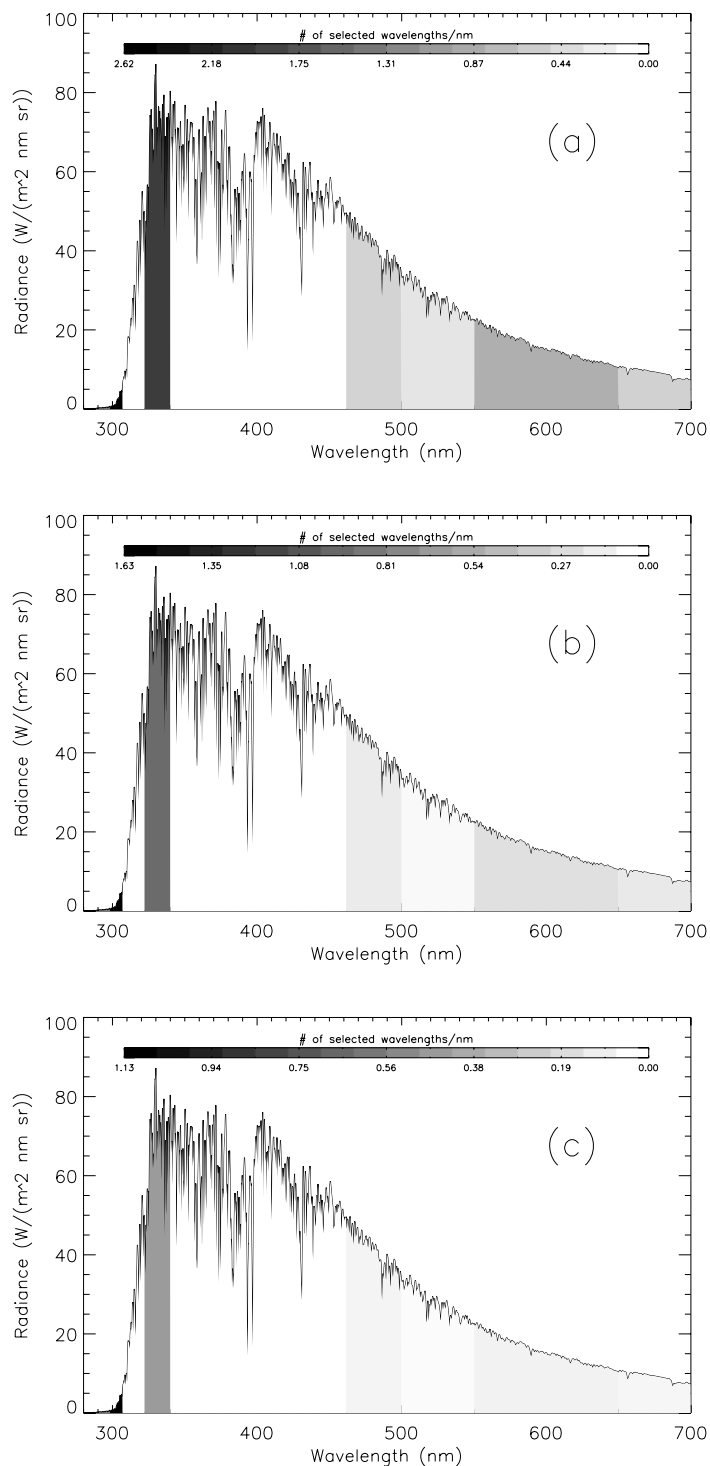 # of selected wavelengths/nm
2.62 2.18 1.75 1.31 0.87 0.44 0.00
(a)
Radiance (W/(m^2 nm sr))
100
80
60
40
20
0
300 400 500 600 700
Wavelength (nm)
# of selected wavelengths/nm
1.63 1.35 1.08 0.81 0.54 0.27 0.00
(b)
Radiance (W/(m^2 nm sr))
100
80
60
40
20
0
300 400 500 600 700
Wavelength (nm)
# of selected wavelengths/nm
1.13 0.94 0.75 0.56 0.38 0.19 0.00
(c)
Radiance (W/(m^2 nm sr))
100
80
60
40
20
0
300 400 500 600 700
Wavelength (nm)